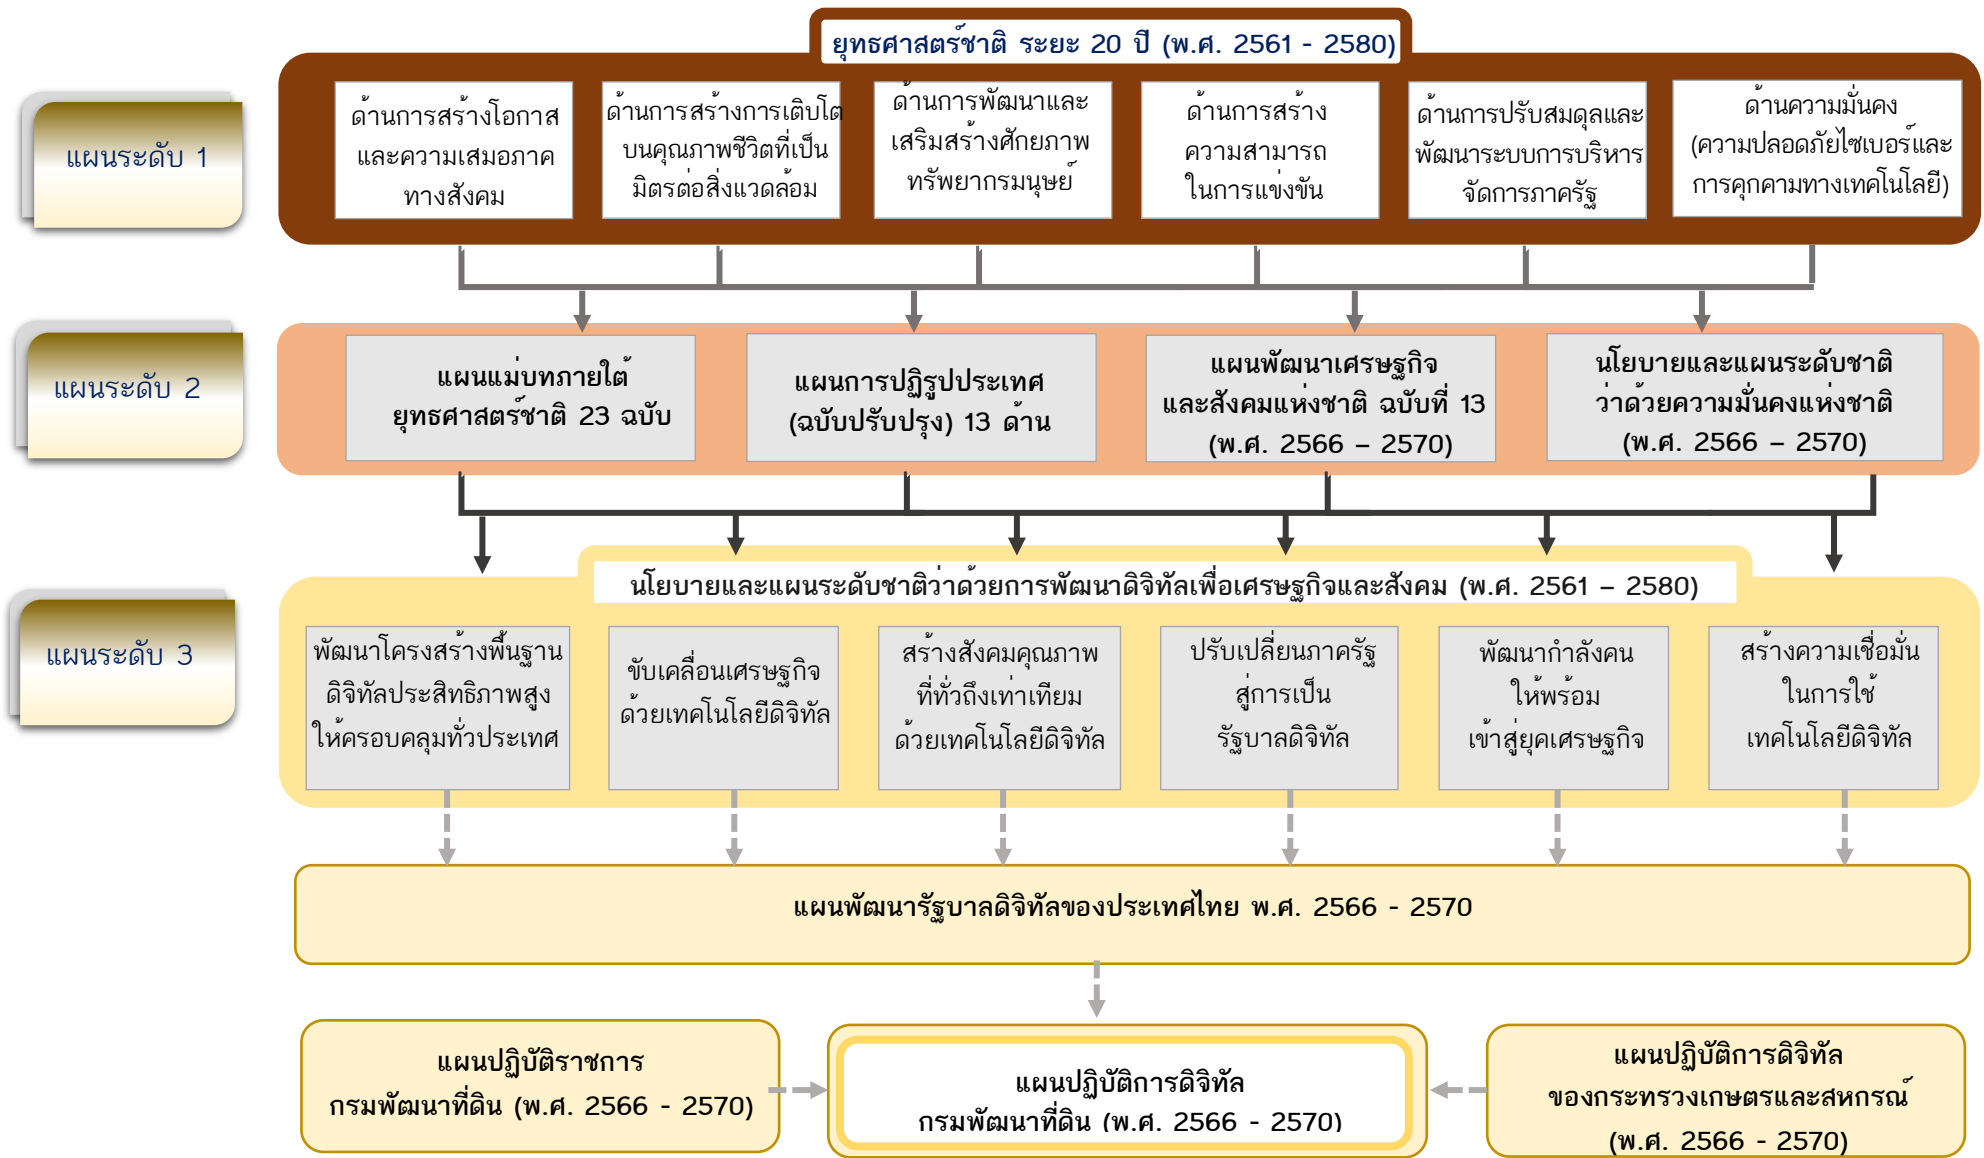 ยุทธศาสตร์ชาติ ระยะ 20 ปี (พ.ศ. 2561 - 2580)
แผนระดับ 1
ด้านการสร้างโอกาส
และความเสมอภาค
ทางสังคม
ด้านการสร้างการเติบโต
บนคุณภาพชีวิตที่เป็น
มิตรต่อสิ่งแวดล้อม
ด้านการพัฒนาและ
เสริมสร้างศักยภาพ
ทรัพยากรมนุษย์
ด้านการสร้าง
ความสามารถ
ในการแข่งขัน
ด้านการปรับสมดุลและ
พัฒนาระบบการบริหาร
จัดการภาครัฐ
ด้านความมั่นคง
(ความปลอดภัยไซเบอร์และ
การคุกคามทางเทคโนโลยี)
แผนระดับ 2
แผนแม่บทภายใต้
ยุทธศาสตร์ชาติ 23 ฉบับ
แผนการปฏิรูปประเทศ
(ฉบับปรับปรุง) 13 ด้าน
แผนพัฒนาเศรษฐกิจ
และสังคมแห่งชาติ ฉบับที่ 13
(พ.ศ. 2566 – 2570)
นโยบายและแผนระดับชาติ
ว่าด้วยความมั่นคงแห่งชาติ
(พ.ศ. 2566 – 2570)
แผนระดับ 3
นโยบายและแผนระดับชาติว่าด้วยการพัฒนาดิจิทัลเพื่อเศรษฐกิจและสังคม (พ.ศ. 2561 – 2580)
พัฒนาโครงสร้างพื้นฐาน
ดิจิทัลประสิทธิภาพสูง
ให้ครอบคลุมทั่วประเทศ
ขับเคลื่อนเศรษฐกิจ
ด้วยเทคโนโลยีดิจิทัล
สร้างสังคมคุณภาพ
ที่ทั่วถึงเท่าเทียม
ด้วยเทคโนโลยีดิจิทัล
ปรับเปลี่ยนภาครัฐ
สู่การเป็น
รัฐบาลดิจิทัล
พัฒนากำลังคน
ให้พร้อม
เข้าสู่ยุคเศรษฐกิจ
สร้างความเชื่อมั่น
ในการใช้
เทคโนโลยีดิจิทัล
แผนพัฒนารัฐบาลดิจิทัลของประเทศไทย พ.ศ. 2566 - 2570
แผนปฏิบัติราชการ
กรมพัฒนาที่ดิน (พ.ศ. 2566 - 2570)
แผนปฏิบัติการดิจิทัล
กรมพัฒนาที่ดิน (พ.ศ. 2566 - 2570)
แผนปฏิบัติการดิจิทัล
ของกระทรวงเกษตรและสหกรณ์
(พ.ศ. 2566 - 2570)